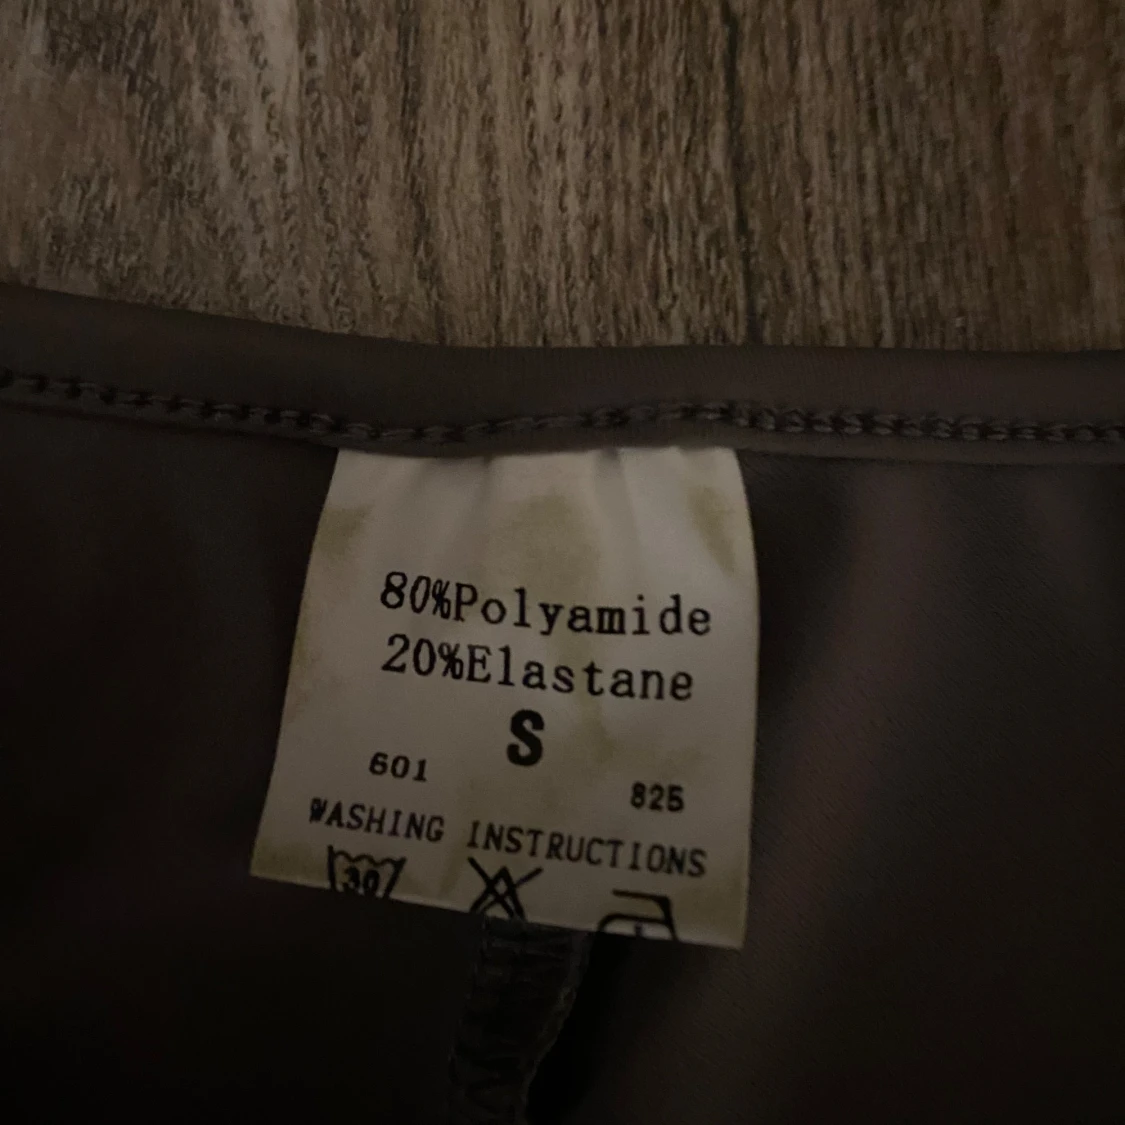 80%Polyamide
20%Elastane
S
601
825
WASHING INSTRUCTIONS
30